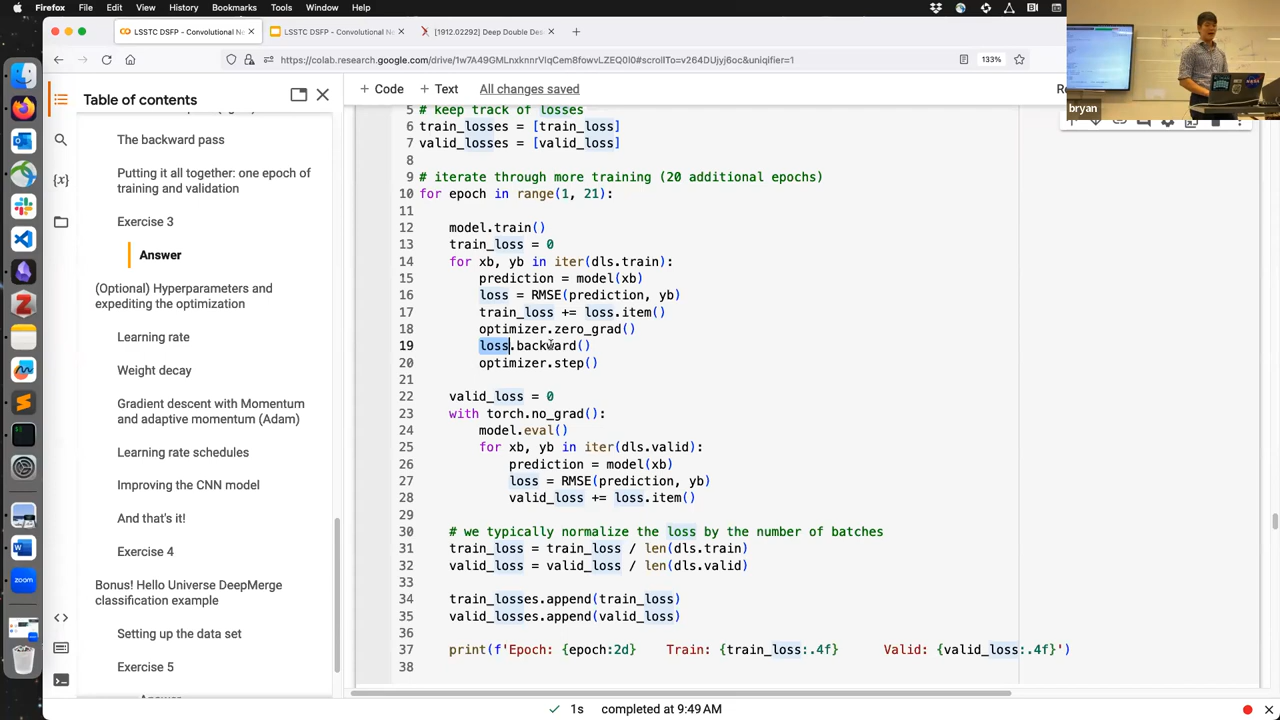 Firefox File Edit View History Bookmarks Tools Window Help
LSSTC DSFP - Convolutional Ne
LSSTC DSFP - Convolutional N
[1912.02292] Deep Double Des
https://colab.research.google.com/drive/1w7A49GMLnxknnrVlqCem8fowvLZEQ0I0#scrollTo=v264DUjyj6oc&uniqifier=1
133%
bryan
Table of contents
The backward pass
Putting it all together: one epoch of
training and validation
Exercise 3
Answer
(Optional) Hyperparameters and
expediting the optimization
Learning rate
Weight decay
Gradient descent with Momentum
and adaptive momentum (Adam)
Learning rate schedules
Improving the CNN model
And that's it!
Exercise 4
Bonus! Hello Universe DeepMerge
classification example
Setting up the data set
Exercise 5
+ Code + Text All changes saved
5 # keep track of losses
6 train_losses = [train_loss]
7 valid_losses = [valid_loss]
8
9 # iterate through more training (20 additional epochs)
10 for epoch in range(1, 21):
11
12 model.train()
13 train_loss = 0
14 for xb, yb in iter(dls.train):
15 prediction = model(xb)
16 loss = RMSE(prediction, yb)
17 train_loss += loss.item()
18 optimizer.zero_grad()
19 loss.backward()
20 optimizer.step()
21
22 valid_loss = 0
23 with torch.no_grad():
24 model.eval()
25 for xb, yb in iter(dls.valid):
26 prediction = model(xb)
27 loss = RMSE(prediction, yb)
28 valid_loss += loss.item()
29
30 # we typically normalize the loss by the number of batches
31 train_loss = train_loss / len(dls.train)
32 valid_loss = valid_loss / len(dls.valid)
33
34 train_losses.append(train_loss)
35 valid_losses.append(valid_loss)
36
37 print(f'Epoch: {epoch:2d} Train: {train_loss:.4f} Valid: {valid_loss:.4f}')
38
1s completed at 9:49 AM